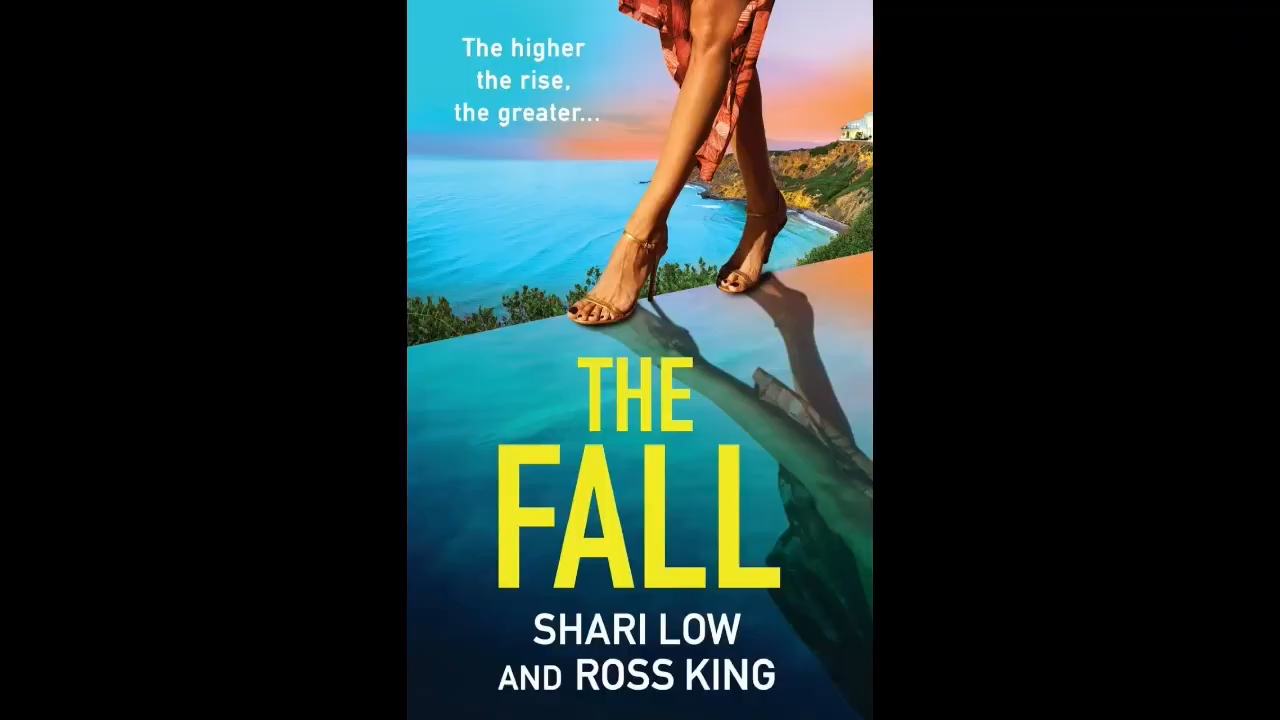 The higher
the rise,
the greater...
THE
FALL
SHARI LOW
AND ROSS KING